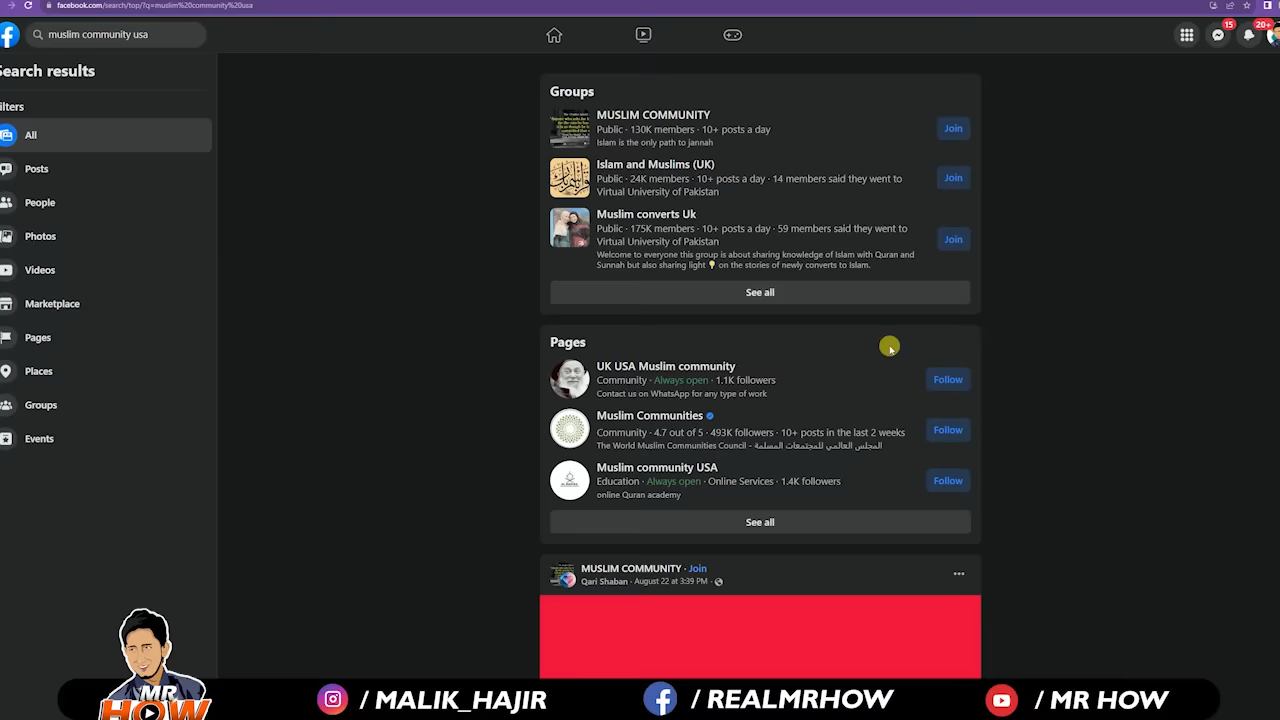 facebook.com/search/top/?q=muslim%20community%20usa
muslim community usa
15
20+
Search results
ilters
All
Posts
People
Photos
Videos
Marketplace
Pages
Places
Groups
Events
Groups
MUSLIM COMMUNITY
Public · 130K members · 10+ posts a day
Islam is the only path to jannah
Join
Islam and Muslims (UK)
Public · 24K members · 10+ posts a day · 14 members said they went to
Virtual University of Pakistan
Join
Muslim converts Uk
Public · 175K members · 10+ posts a day · 59 members said they went to
Virtual University of Pakistan
Welcome to everyone this group is about sharing knowledge of Islam with Quran and
Sunnah but also sharing light 💡 on the stories of newly converts to Islam.
Join
See all
Pages
UK USA Muslim community
Community · Always open · 1.1K followers
Contact us on WhatsApp for any type of work
Follow
Muslim Communities
Community · 4.7 out of 5 · 493K followers · 10+ posts in the last 2 weeks
The World Muslim Communities Council - المجلس العالمي للمجتمعات المسلمة
Follow
Muslim community USA
Education · Always open · Online Services · 1.4K followers
online Quran academy
Follow
See all
MUSLIM COMMUNITY · Join
Qari Shaban · August 22 at 3:39 PM ·
MR
HOW
/ MALIK_HAJIR
/ REALMRHOW
/ MR HOW